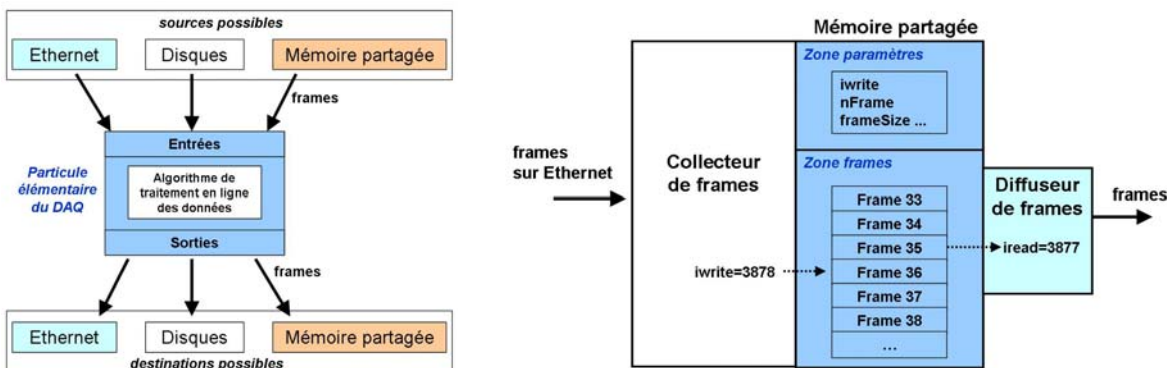 sources possibles
Ethernet
Disques
Mémoire partagée
frames
Entrées
Particule
élémentaire
du DAQ
Algorithme de
traitement en ligne
des données
Sorties
frames
Ethernet
Disques
Mémoire partagée
destinations possibles
Mémoire partagée
Zone paramètres
iwrite
nFrame
frameSize ...
frames
sur Ethernet
Collecteur
de frames
Zone frames
Frame 33
Frame 34
Frame 35
Frame 36
Frame 37
Frame 38
...
iwrite=3878
Diffuseur
de frames
iread=3877
frames